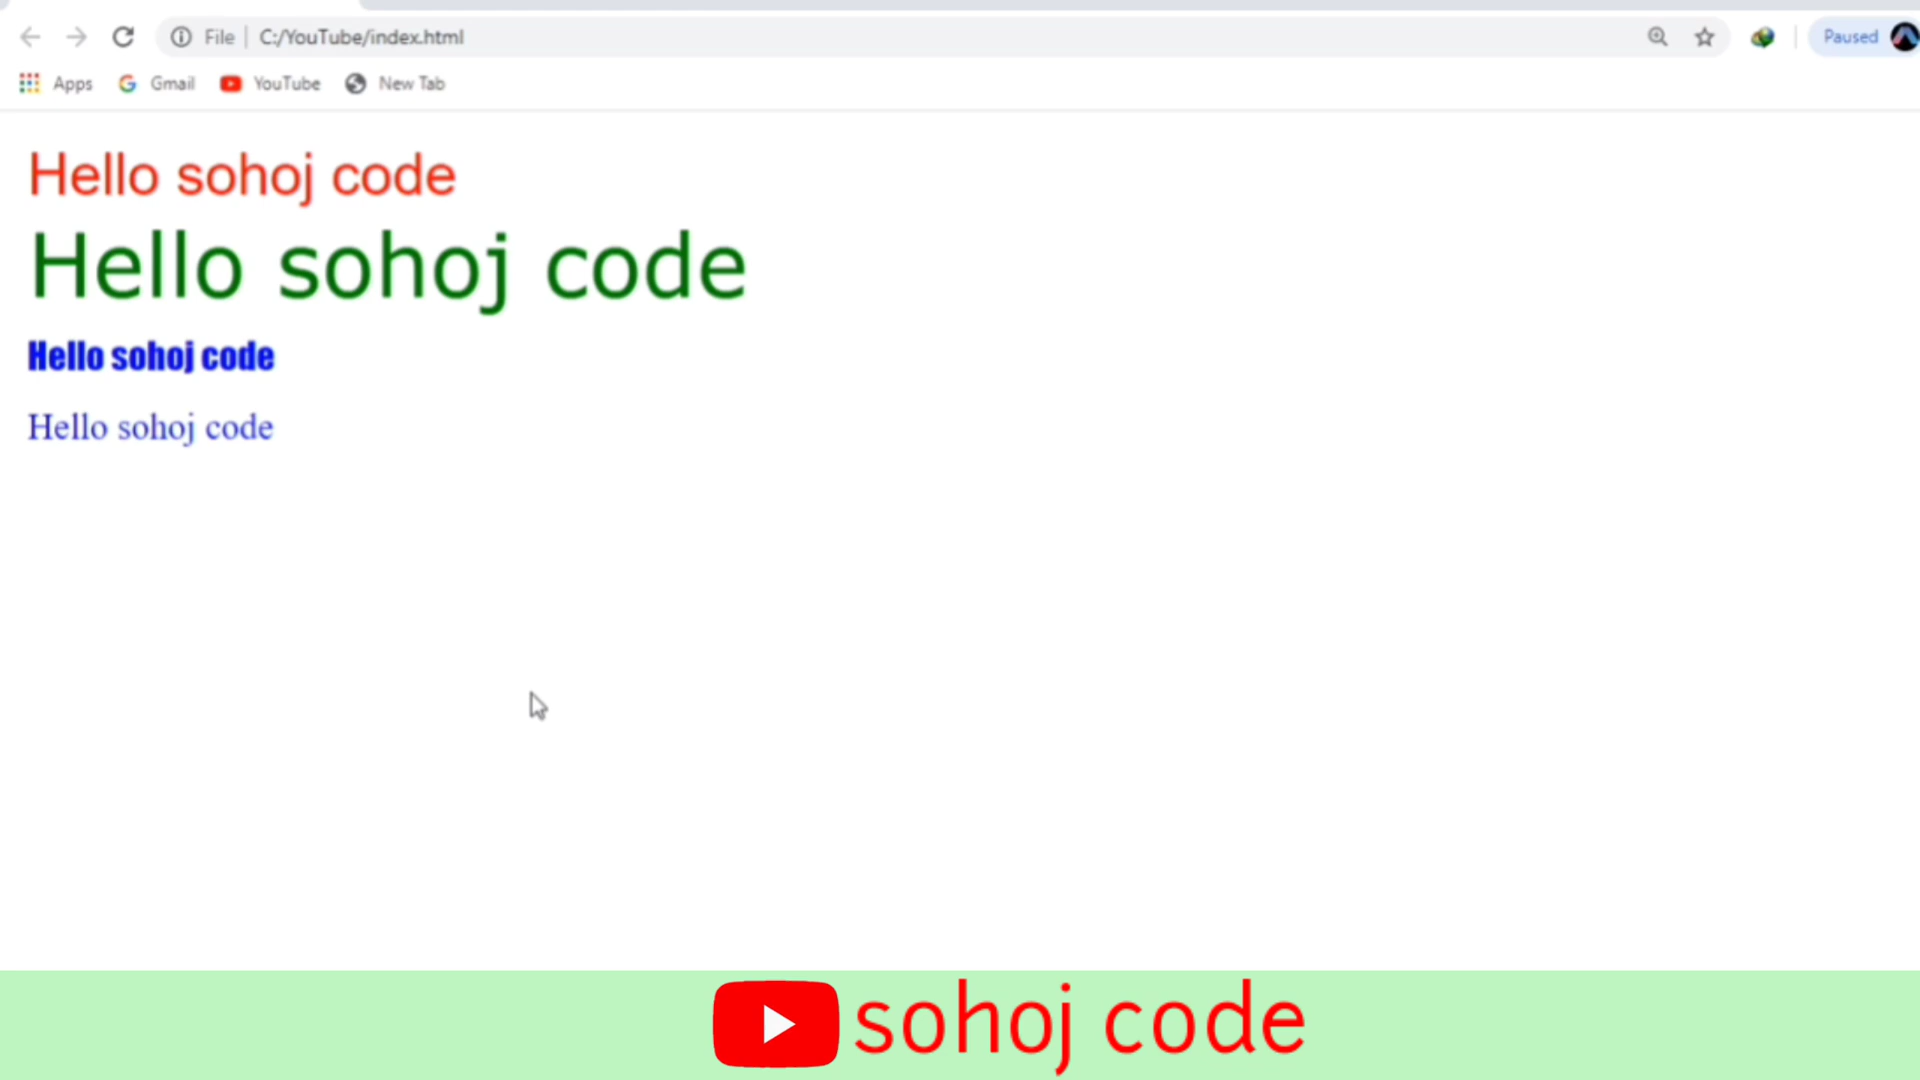 File C:/YouTube/index.html
Paused
Apps Gmail YouTube New Tab
Hello sohoj code
Hello sohoj code
Hello sohoj code
Hello sohoj code
sohoj code